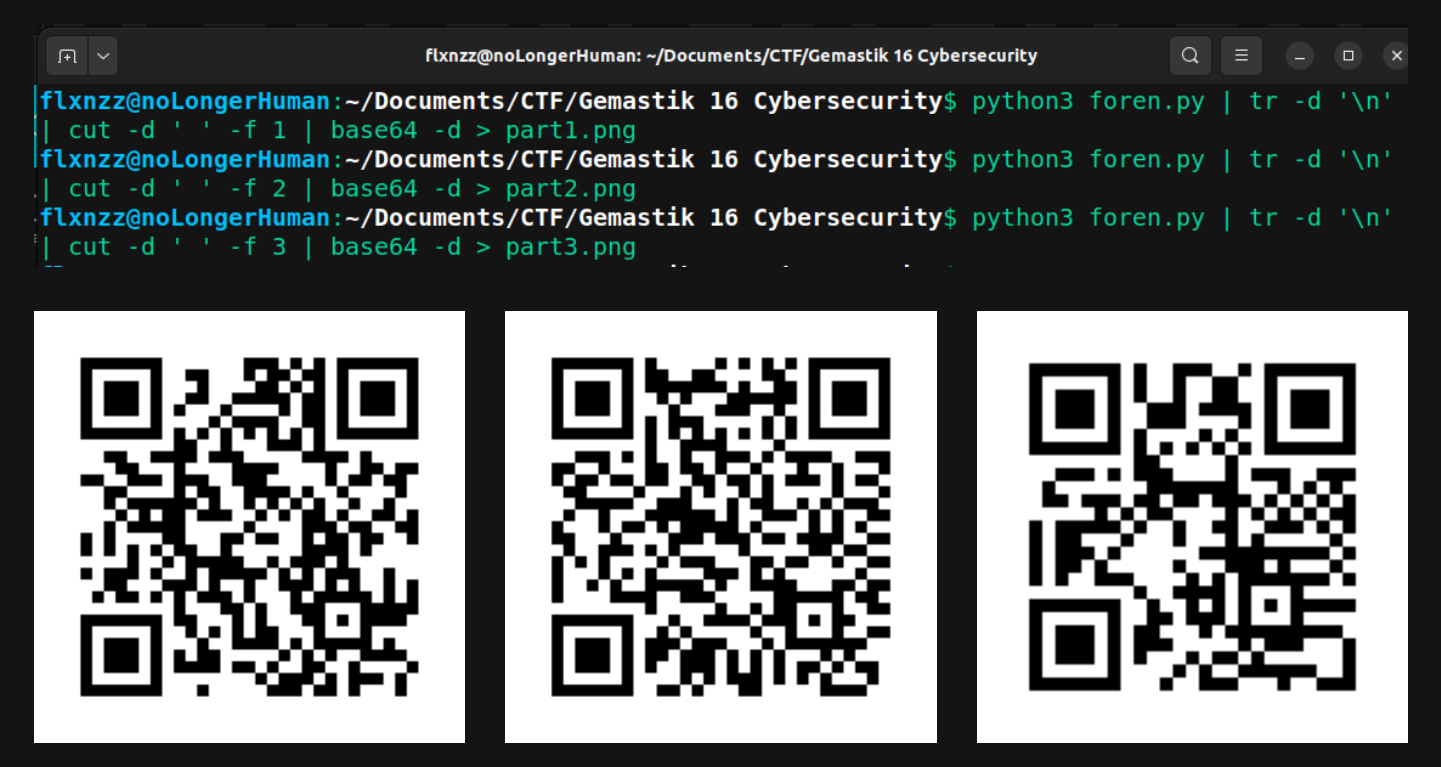 flxnzz@noLongerHuman: ~/Documents/CTF/Gemastik 16 Cybersecurity
flxnzz@noLongerHuman:~/Documents/CTF/Gemastik 16 Cybersecurity$ python3 foren.py | tr -d '\n'
| cut -d ' ' -f 1 | base64 -d > part1.png
flxnzz@noLongerHuman:~/Documents/CTF/Gemastik 16 Cybersecurity$ python3 foren.py | tr -d '\n'
| cut -d ' ' -f 2 | base64 -d > part2.png
flxnzz@noLongerHuman:~/Documents/CTF/Gemastik 16 Cybersecurity$ python3 foren.py | tr -d '\n'
| cut -d ' ' -f 3 | base64 -d > part3.png